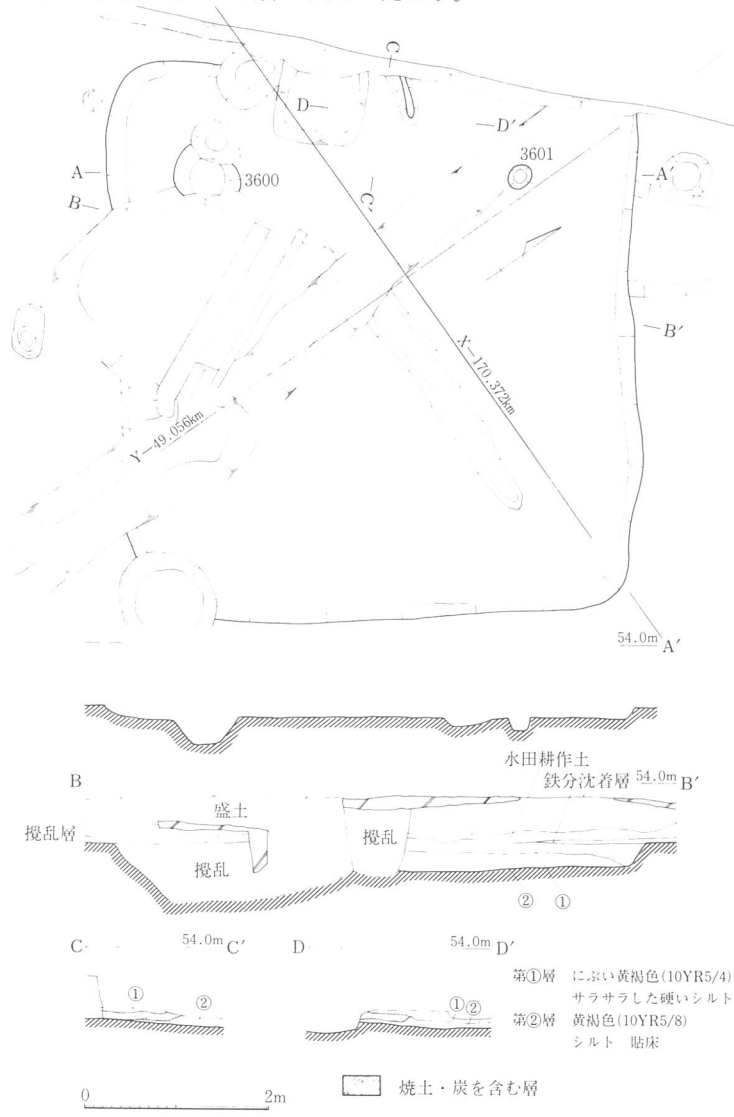 C
D
D'
3601
A
3600
A'
B
C'
B'
X-170.372km
Y-49.056km
54.0m A'
水田耕作土
B
鉄分沈着層 54.0m B'
盛土
攪乱層
攪乱
攪乱
② ①
C 54.0m C'
D 54.0m D'
① ②
①②
第①層 にぶい黄褐色(10YR5/4)
サラサラした硬いシルト
第②層 黄褐色(10YR5/8)
シルト 貼床
0 2m
焼土・炭を含む層